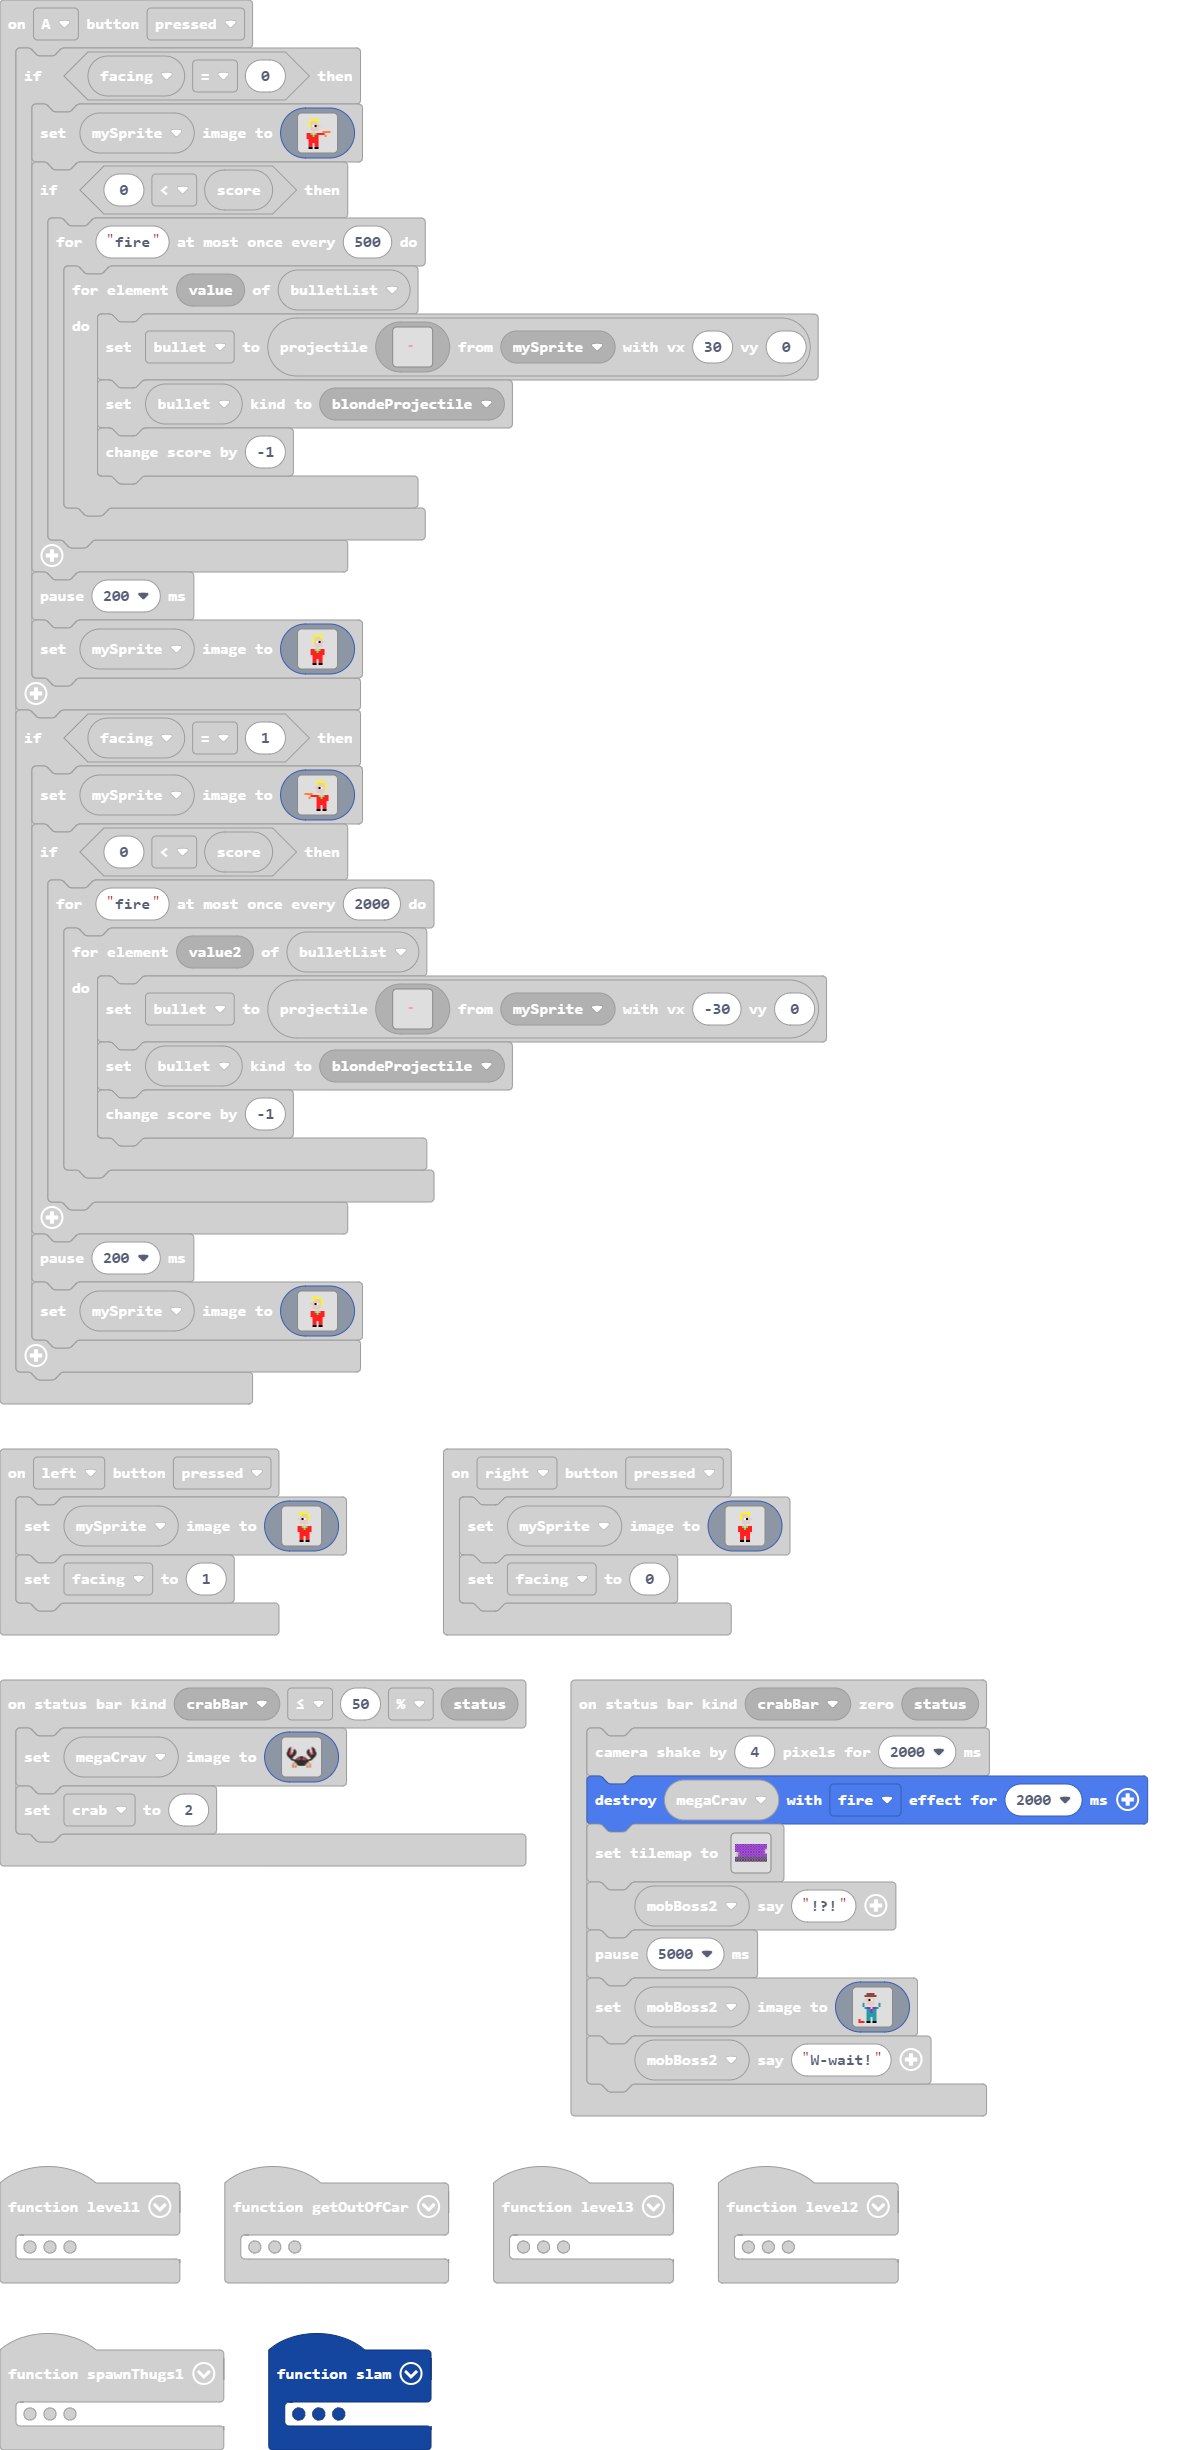 on A button pressed
if facing = 0 then
set mySprite image to
if 0 < score then
for "fire" at most once every 500 do
for element value of bulletList
do
set bullet to projectile from mySprite with vx 30 vy 0
set bullet kind to blondeProjectile
change score by -1
pause 200 ms
set mySprite image to
if facing = 1 then
set mySprite image to
if 0 < score then
for "fire" at most once every 2000 do
for element value2 of bulletList
do
set bullet to projectile from mySprite with vx -30 vy 0
set bullet kind to blondeProjectile
change score by -1
pause 200 ms
set mySprite image to
on left button pressed
set mySprite image to
set facing to 1
on right button pressed
set mySprite image to
set facing to 0
on status bar kind crabBar ≤ 50 % status
set megaCrav image to
set crab to 2
on status bar kind crabBar zero status
camera shake by 4 pixels for 2000 ms
destroy megaCrav with fire effect for 2000 ms
set tilemap to
mobBoss2 say "!?!"
pause 5000 ms
set mobBoss2 image to
mobBoss2 say "W-wait!"
function level1
function getOutOfCar
function level3
function level2
function spawnThugs1
function slam